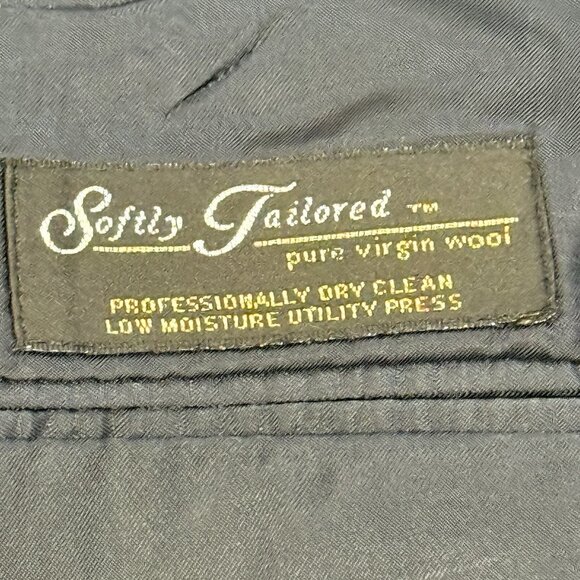 Softly Tailored ™
pure virgin wool
PROFESSIONALLY DRY CLEAN
LOW MOISTURE UTILITY PRESS